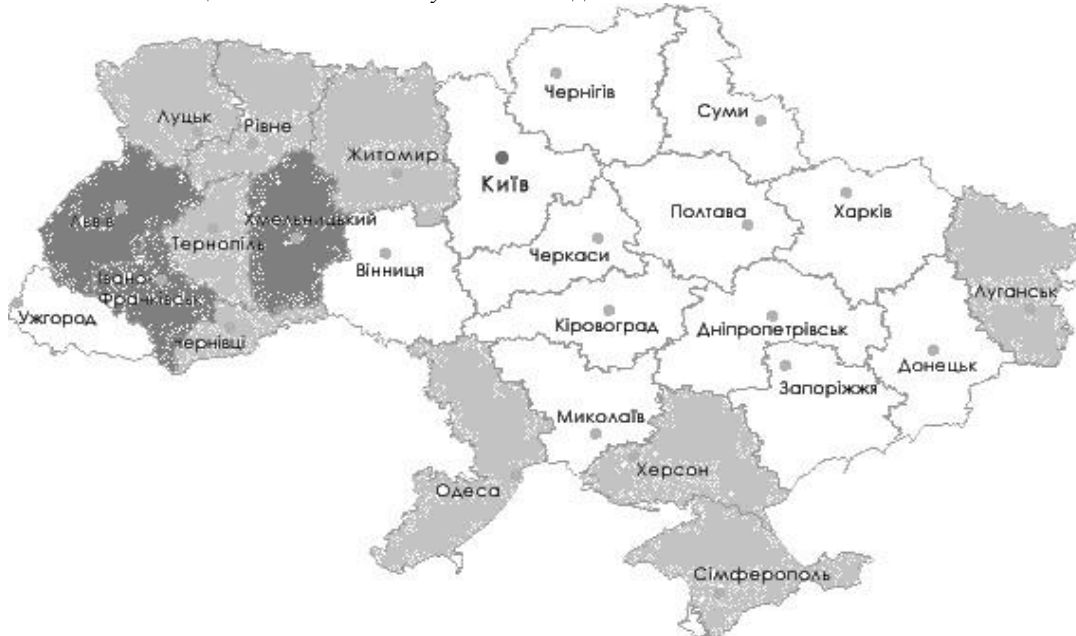 Чернігів
Суми
Луцьк
Рівне
Житомир
Київ
Львів
Хмельницький
Полтава
Харків
Тернопіль
Черкаси
Вінниця
Івано-
Франківськ
Луганськ
Ужгород
Кіровоград
Дніпропетрівськ
Чернівці
Донецьк
Запоріжжя
Миколаїв
Херсон
Одеса
Сімферополь